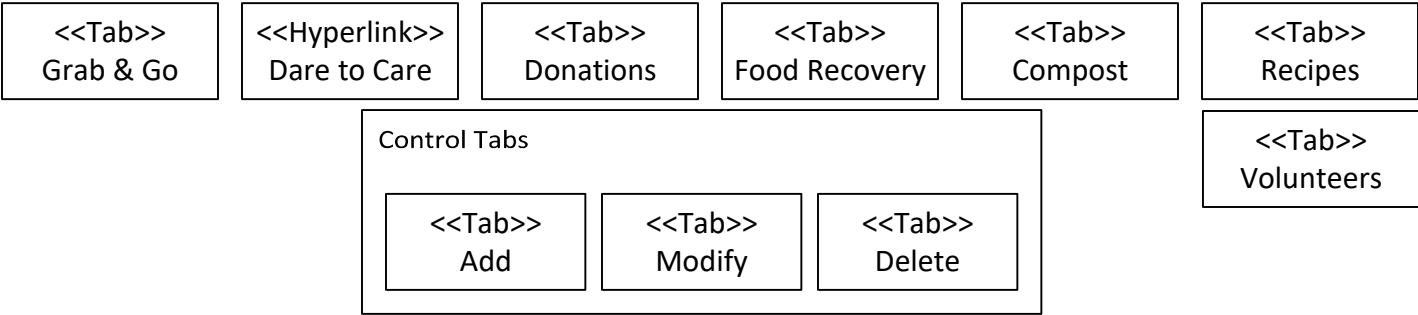 <<Tab>>
Grab & Go
<<Hyperlink>>
Dare to Care
<<Tab>>
Donations
<<Tab>>
Food Recovery
<<Tab>>
Compost
<<Tab>>
Recipes
<<Tab>>
Volunteers
Control Tabs
<<Tab>>
Add
<<Tab>>
Modify
<<Tab>>
Delete